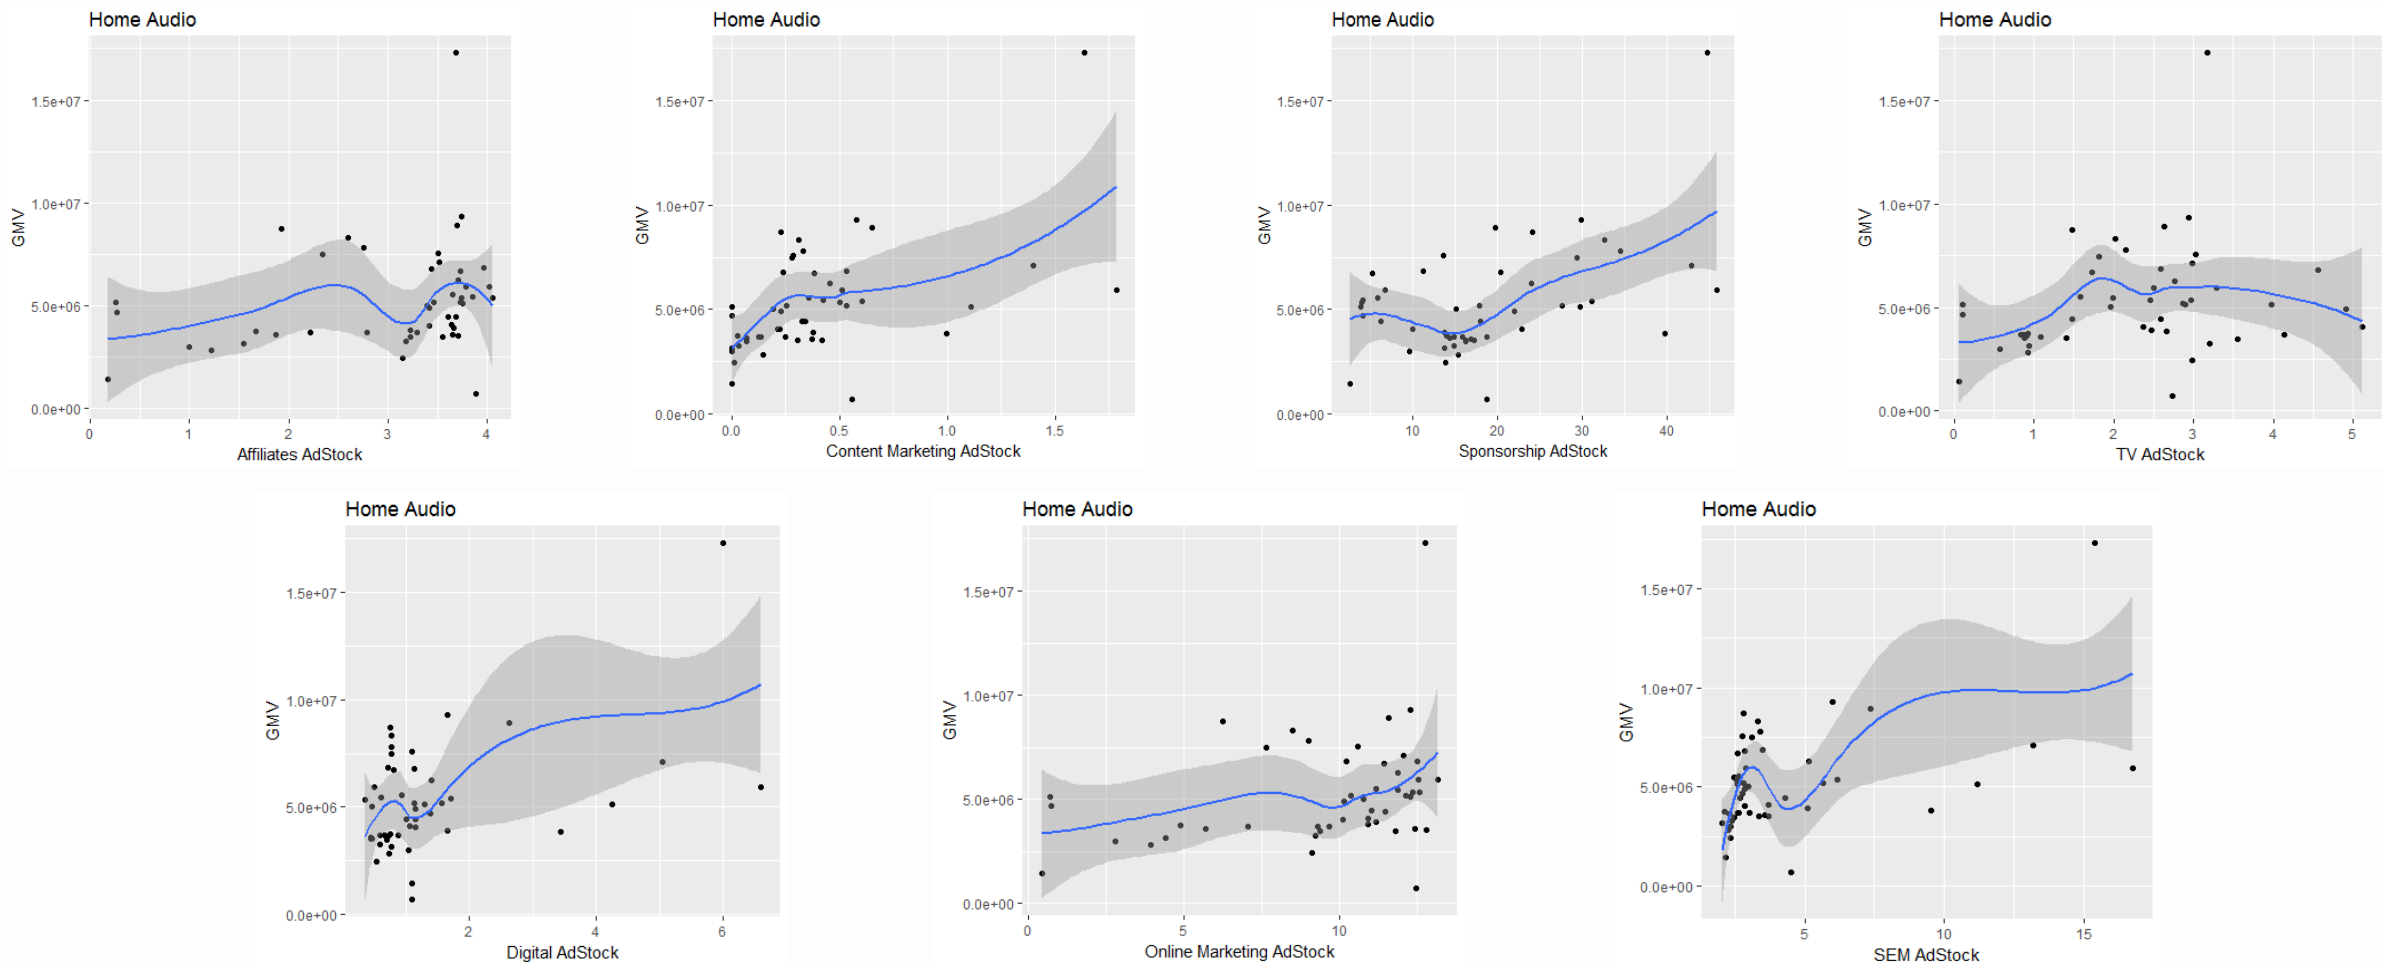 Home Audio
GMV
1.5e+07
1.0e+07
5.0e+06
0.0e+00
0 1 2 3 4
Affiliates AdStock
Home Audio
GMV
1.5e+07
1.0e+07
5.0e+06
0.0e+00
0.0 0.5 1.0 1.5
Content Marketing AdStock
Home Audio
GMV
1.5e+07
1.0e+07
5.0e+06
0.0e+00
10 20 30 40
Sponsorship AdStock
Home Audio
GMV
1.5e+07
1.0e+07
5.0e+06
0.0e+00
0 1 2 3 4 5
TV AdStock
Home Audio
GMV
1.5e+07
1.0e+07
5.0e+06
0.0e+00
2 4 6
Digital AdStock
Home Audio
GMV
1.5e+07
1.0e+07
5.0e+06
0.0e+00
0 5 10
Online Marketing AdStock
Home Audio
GMV
1.5e+07
1.0e+07
5.0e+06
0.0e+00
5 10 15
SEM AdStock